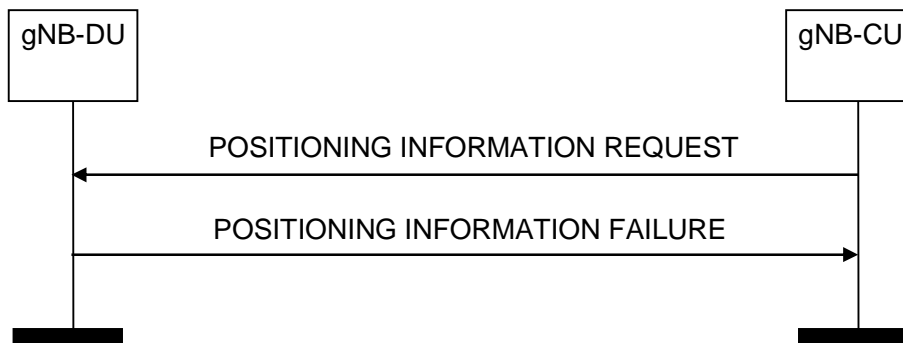 gNB-DU
gNB-CU
POSITIONING INFORMATION REQUEST
POSITIONING INFORMATION FAILURE